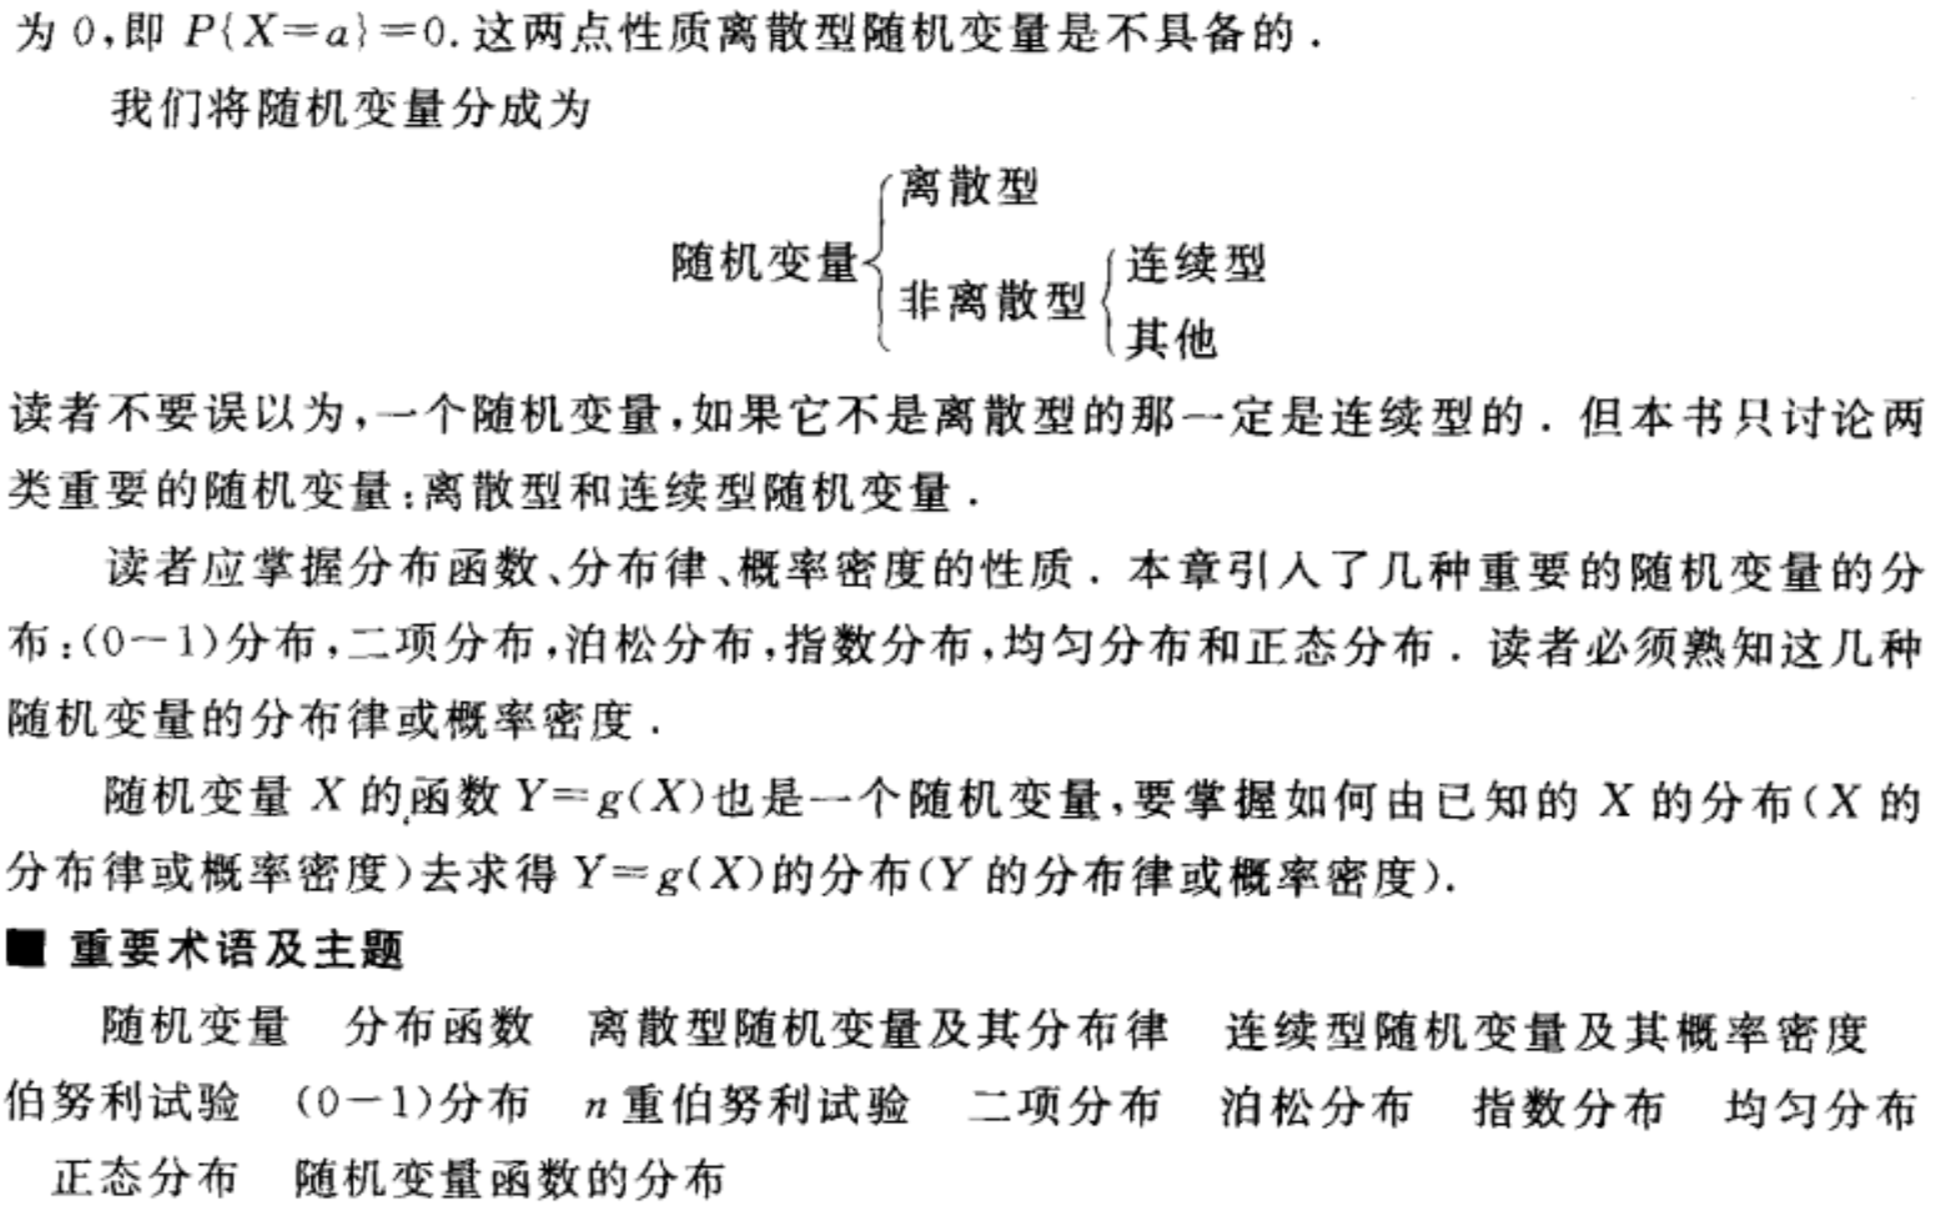 为 0,即 P{X=a}=0.这两点性质离散型随机变量是不具备的.
我们将随机变量分成为
离散型
随机变量
连续型
非离散型
其他
读者不要误以为,一个随机变量,如果它不是离散型的那一定是连续型的.但本书只讨论两
类重要的随机变量:离散型和连续型随机变量.
读者应掌握分布函数、分布律、概率密度的性质.本章引入了几种重要的随机变量的分
布:(0—1)分布,二项分布,泊松分布,指数分布,均匀分布和正态分布.读者必须熟知这几种
随机变量的分布律或概率密度.
随机变量 X 的函数 Y=g(X)也是一个随机变量,要掌握如何由已知的 X 的分布(X 的
分布律或概率密度)去求得 Y=g(X)的分布(Y 的分布律或概率密度).
■ 重要术语及主题
随机变量 分布函数 离散型随机变量及其分布律 连续型随机变量及其概率密度
伯努利试验 (0—1)分布 n 重伯努利试验 二项分布 泊松分布 指数分布 均匀分布
正态分布 随机变量函数的分布